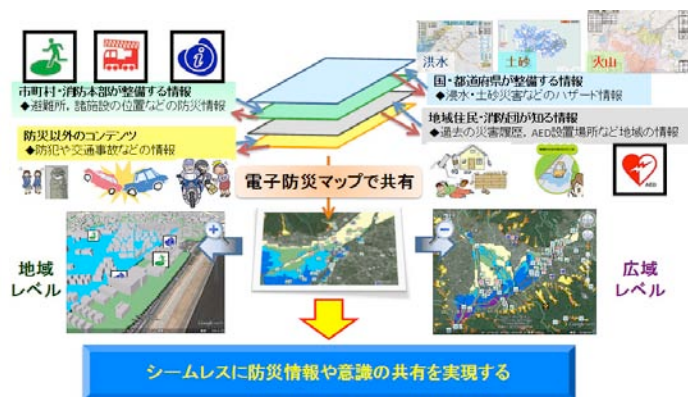 洪水
土砂
火山
市町村・消防本部が整備する情報
◆避難所、諸施設の位置などの防災情報
国・都道府県が整備する情報
◆浸水・土砂災害などのハザード情報
防災以外のコンテンツ
◆防犯や交通事故などの情報
地域住民・消防団が知る情報
◆過去の災害履歴、AED設置場所など地域の情報
AED
電子防災マップで共有
地域
レベル
広域
レベル
シームレスに防災情報や意識の共有を実現する